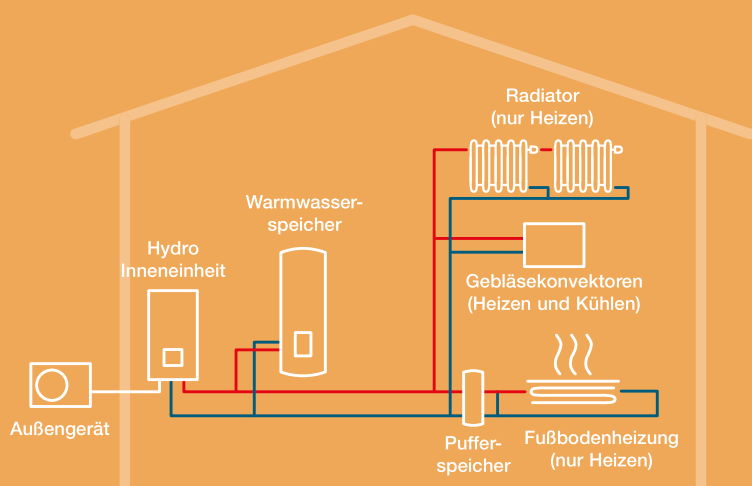 Radiator
(nur Heizen)
Warmwasser-
speicher
Hydro
Inneneinheit
Gebläsekonvektoren
(Heizen und Kühlen)
Außengerät
Puffer-
speicher
Fußbodenheizung
(nur Heizen)